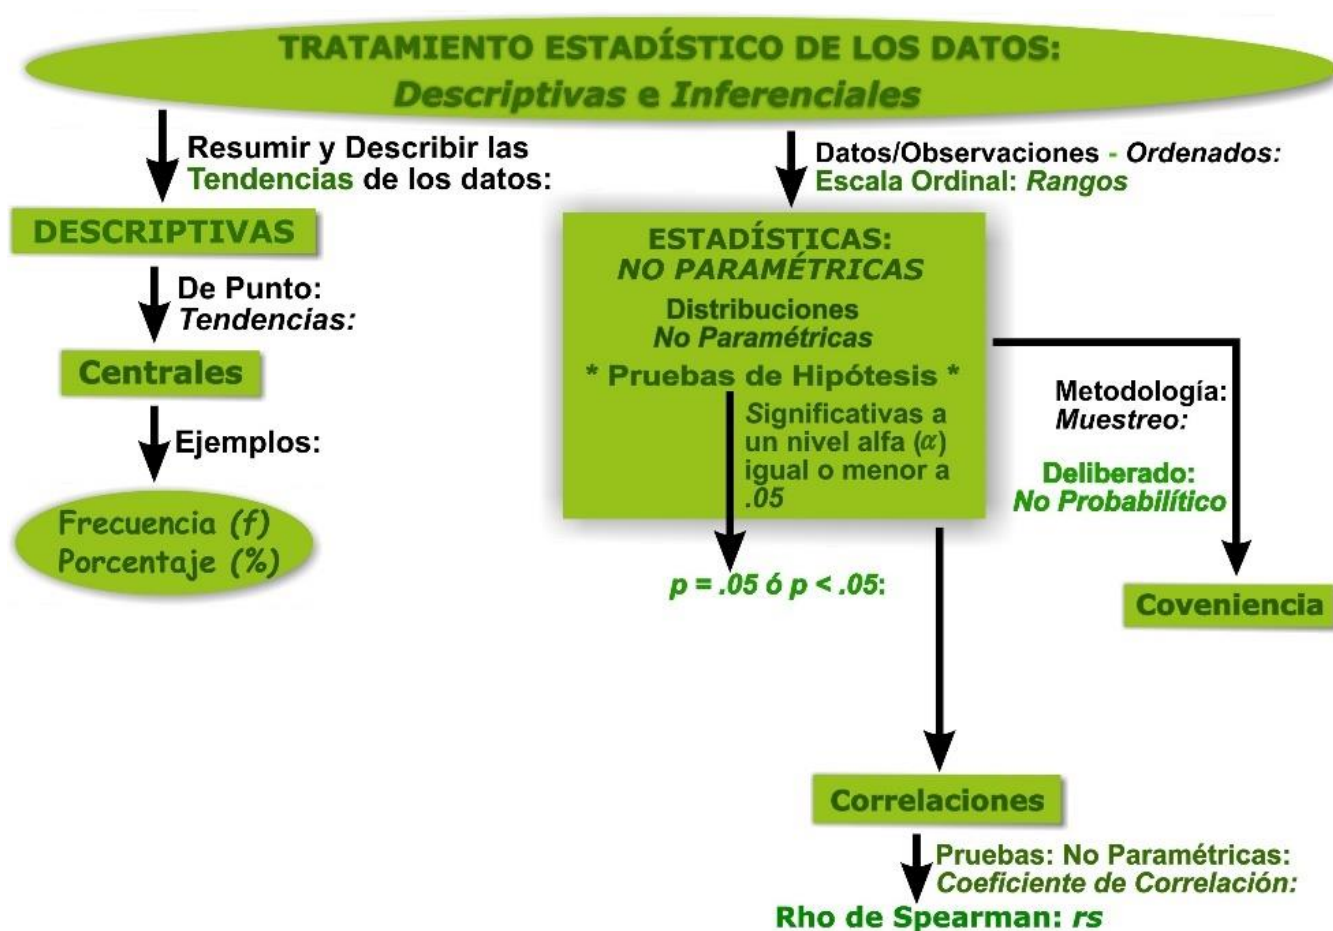 TRATAMIENTO ESTADÍSTICO DE LOS DATOS:
Descriptivas e Inferenciales
Resumir y Describir las
Tendencias de los datos:
DESCRIPTIVAS
De Punto:
Tendencias:
Centrales
Ejemplos:
Frecuencia (f)
Porcentaje (%)
Datos/Observaciones - Ordenados:
Escala Ordinal: Rangos
ESTADÍSTICAS:
NO PARAMÉTRICAS
Distribuciones
No Paramétricas
* Pruebas de Hipótesis *
Significativas a
un nivel alfa (α)
igual o menor a
.05
p = .05 ó p < .05:
Metodología:
Muestreo:
Deliberado:
No Probabilítico
Coveniencia
Correlaciones
Pruebas: No Paramétricas:
Coeficiente de Correlación:
Rho de Spearman: rs